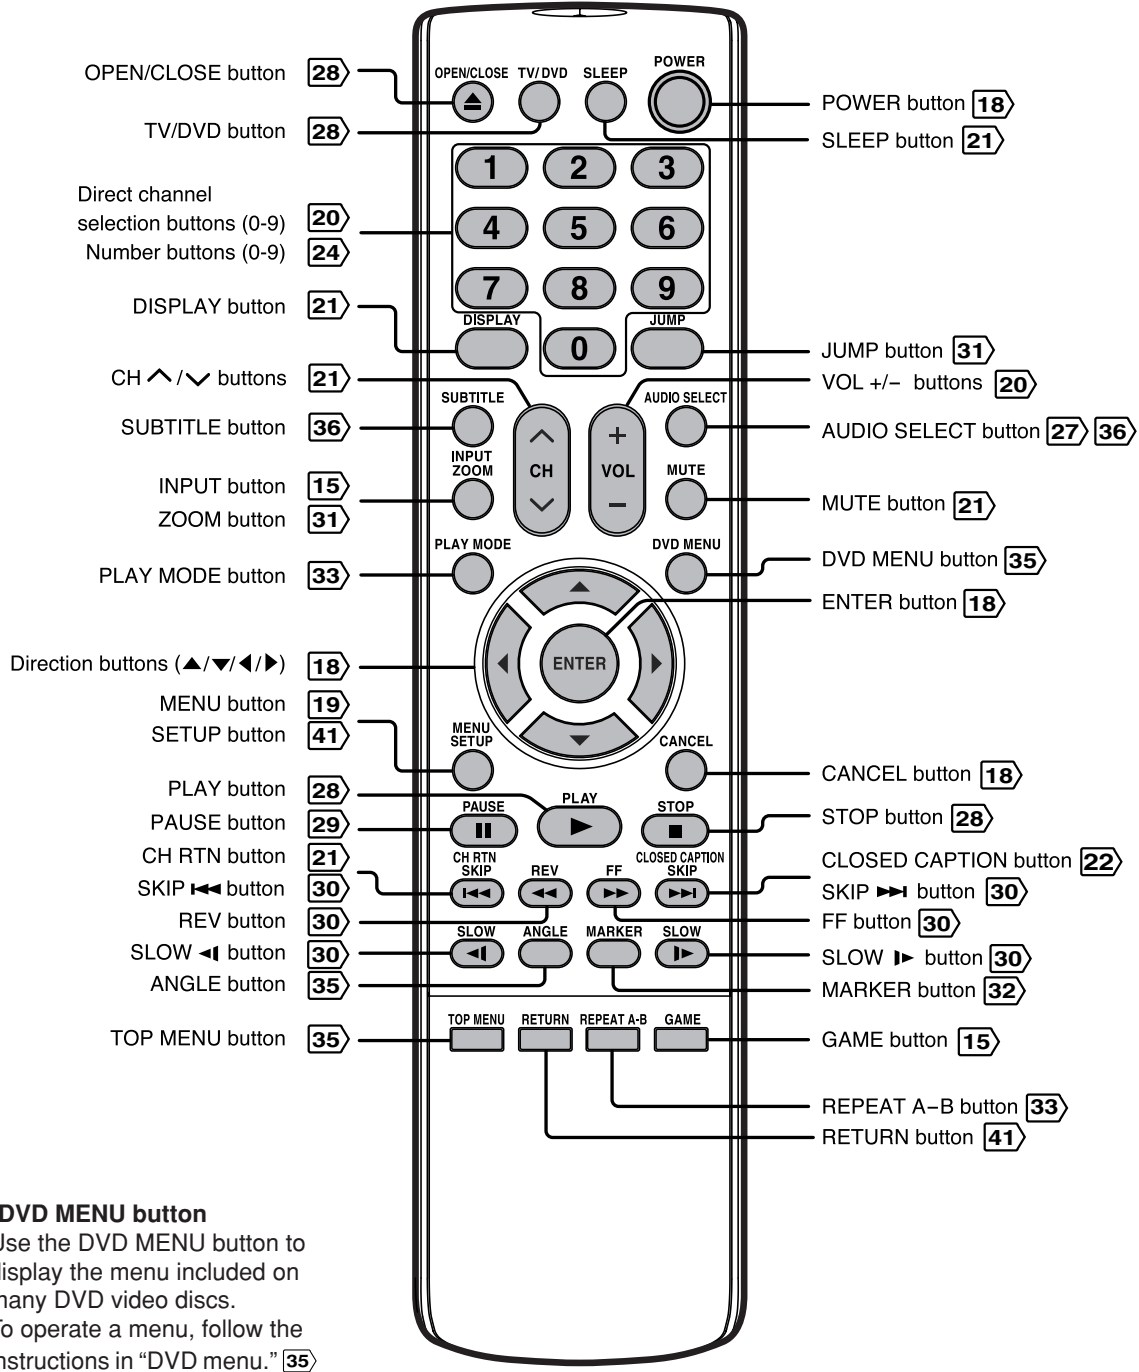 OPEN/CLOSE button 28
TV/DVD button 28
Direct channel
selection buttons (0-9) 20
Number buttons (0-9) 24
DISPLAY button 21
CH / buttons 21
SUBTITLE button 36
INPUT button 15
ZOOM button 31
PLAY MODE button 33
Direction buttons (▲/▼/◀/▶) 18
MENU button 19
SETUP button 41
PLAY button 28
PAUSE button 29
CH RTN button 21
SKIP ⏮ button 30
REV button 30
SLOW button 30
ANGLE button 35
TOP MENU button 35
OPEN/CLOSE TV/DVD SLEEP POWER
1 2 3
4 5 6
7 8 9
DISPLAY 0 JUMP
SUBTITLE AUDIO SELECT
INPUT
ZOOM CH + VOL − MUTE
PLAY MODE DVD MENU
ENTER
MENU
SETUP CANCEL
PAUSE PLAY STOP
CH RTN CLOSED CAPTION
SKIP REV FF SKIP
SLOW ANGLE MARKER SLOW
TOP MENU RETURN REPEAT A-B GAME
POWER button 18
SLEEP button 21
JUMP button 31
VOL +/− buttons 20
AUDIO SELECT button 27 36
MUTE button 21
DVD MENU button 35
ENTER button 18
CANCEL button 18
STOP button 28
CLOSED CAPTION button 22
SKIP ⏭ button 30
FF button 30
SLOW button 30
MARKER button 32
GAME button 15
REPEAT A−B button 33
RETURN button 41
DVD MENU button
Use the DVD MENU button to
display the menu included on
many DVD video discs.
To operate a menu, follow the
instructions in “DVD menu.” 35